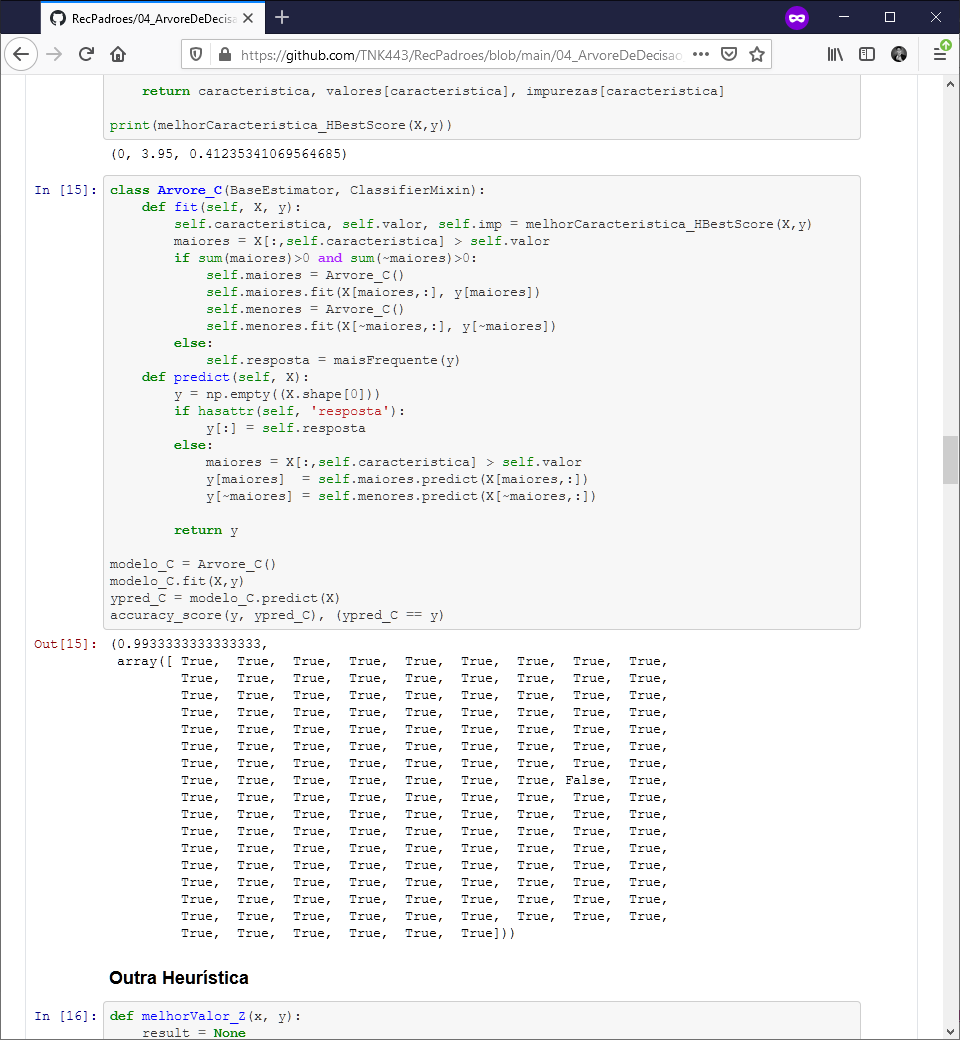 RecPadroes/04_ArvoreDeDecisa
https://github.com/TNK443/RecPadroes/blob/main/04_ArvoreDeDecisao
    return caracteristica, valores[caracteristica], impurezas[caracteristica]
print(melhorCaracteristica_HBestScore(X,y))
(0, 3.95, 0.41235341069564685)
In [15]: class Arvore_C(BaseEstimator, ClassifierMixin):
    def fit(self, X, y):
        self.caracteristica, self.valor, self.imp = melhorCaracteristica_HBestScore(X,y)
        maiores = X[:,self.caracteristica] > self.valor
        if sum(maiores)>0 and sum(~maiores)>0:
            self.maiores = Arvore_C()
            self.maiores.fit(X[maiores,:], y[maiores])
            self.menores = Arvore_C()
            self.menores.fit(X[~maiores,:], y[~maiores])
        else:
            self.resposta = maisFrequente(y)
    def predict(self, X):
        y = np.empty((X.shape[0]))
        if hasattr(self, 'resposta'):
            y[:] = self.resposta
        else:
            maiores = X[:,self.caracteristica] > self.valor
            y[maiores]  = self.maiores.predict(X[maiores,:])
            y[~maiores] = self.menores.predict(X[~maiores,:])
        return y
modelo_C = Arvore_C()
modelo_C.fit(X,y)
ypred_C = modelo_C.predict(X)
accuracy_score(y, ypred_C), (ypred_C == y)
Out[15]: (0.9933333333333333,
 array([ True,  True,  True,  True,  True,  True,  True,  True,  True,
         True,  True,  True,  True,  True,  True,  True,  True,  True,
         True,  True,  True,  True,  True,  True,  True,  True,  True,
         True,  True,  True,  True,  True,  True,  True,  True,  True,
         True,  True,  True,  True,  True,  True,  True,  True,  True,
         True,  True,  True,  True,  True,  True,  True,  True,  True,
         True,  True,  True,  True,  True,  True,  True,  True,  True,
         True,  True,  True,  True,  True,  True,  True, False,  True,
         True,  True,  True,  True,  True,  True,  True,  True,  True,
         True,  True,  True,  True,  True,  True,  True,  True,  True,
         True,  True,  True,  True,  True,  True,  True,  True,  True,
         True,  True,  True,  True,  True,  True,  True,  True,  True,
         True,  True,  True,  True,  True,  True,  True,  True,  True,
         True,  True,  True,  True,  True,  True,  True,  True,  True,
         True,  True,  True,  True,  True,  True,  True,  True,  True,
         True,  True,  True,  True,  True,  True,  True,  True,  True,
         True,  True,  True,  True,  True,  True]))
Outra Heurística
In [16]: def melhorValor_Z(x, y):
    result = None